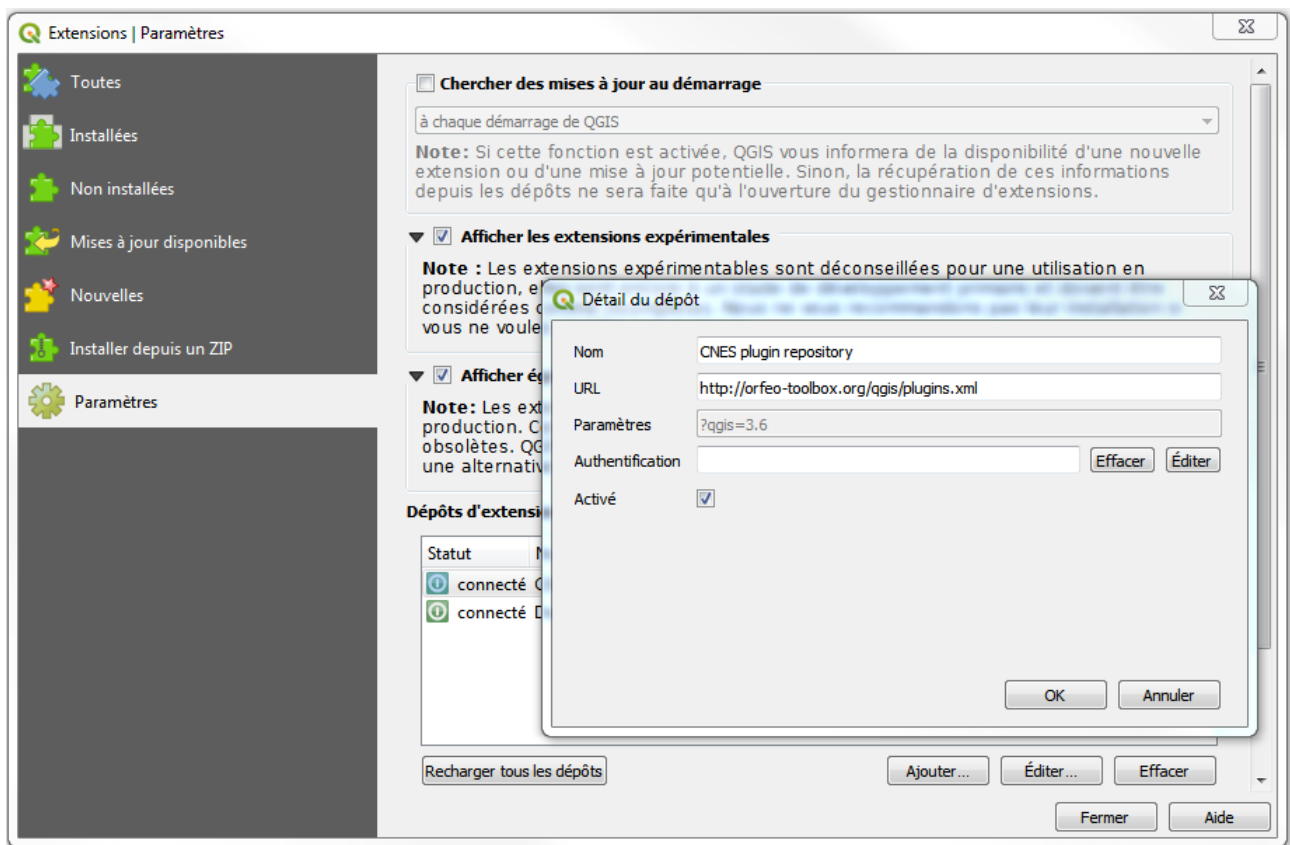 Extensions | Paramètres
Toutes
Installées
Non installées
Mises à jour disponibles
Nouvelles
Installer depuis un ZIP
Paramètres
Chercher des mises à jour au démarrage
à chaque démarrage de QGIS
Note: Si cette fonction est activée, QGIS vous informera de la disponibilité d'une nouvelle
extension ou d'une mise à jour potentielle. Sinon, la récupération de ces informations
depuis les dépôts ne sera faite qu'à l'ouverture du gestionnaire d'extensions.
Afficher les extensions expérimentales
Note : Les extensions expérimentables sont déconseillées pour une utilisation en
production,
considérées
vous ne
Afficher
Note: Les
production.
obsolètes.
une
Dépôts
Statut
connecté
connecté
Recharger tous les dépôts
Ajouter...
Éditer...
Effacer
Fermer
Aide
Détail du dépôt
Nom
CNES plugin repository
URL
http://orfeo-toolbox.org/qgis/plugins.xml
Paramètres
?qgis=3.6
Authentification
Effacer
Éditer
Activé
OK
Annuler